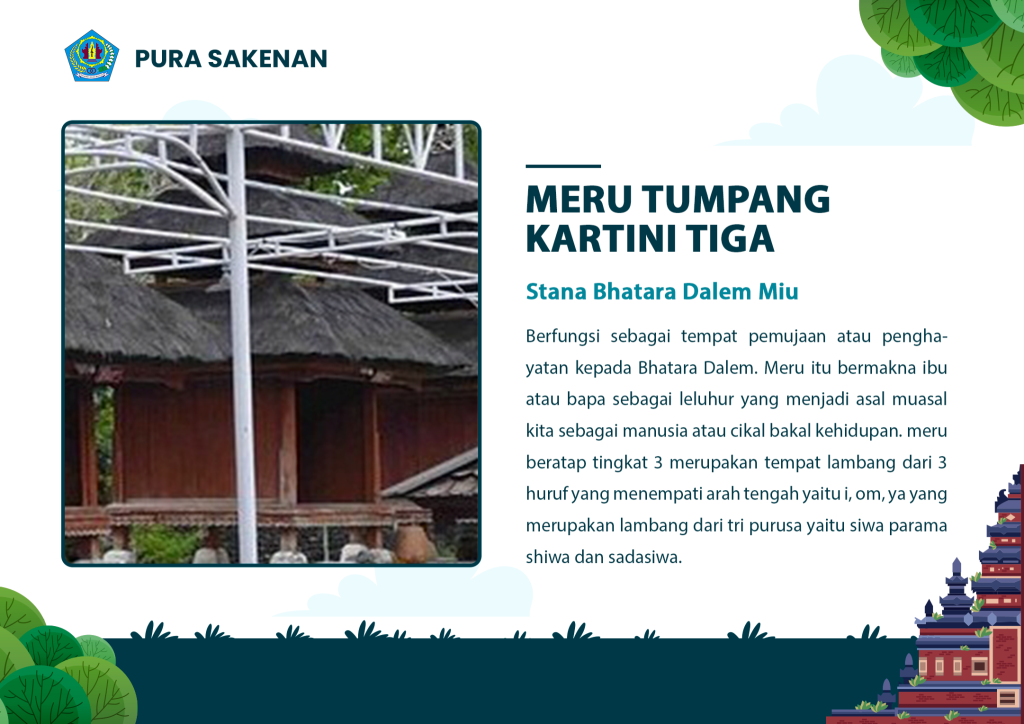 PURA SAKENAN
MERU TUMPANG
KARTINI TIGA
Stana Bhatara Dalem Miu
Berfungsi sebagai tempat pemujaan atau pengha-
yatan kepada Bhatara Dalem. Meru itu bermakna ibu
atau bapa sebagai leluhur yang menjadi asal muasal
kita sebagai manusia atau cikal bakal kehidupan. meru
beratap tingkat 3 merupakan tempat lambang dari 3
huruf yang menempati arah tengah yaitu i, om, ya yang
merupakan lambang dari tri purusa yaitu siwa parama
shiwa dan sadasiwa.